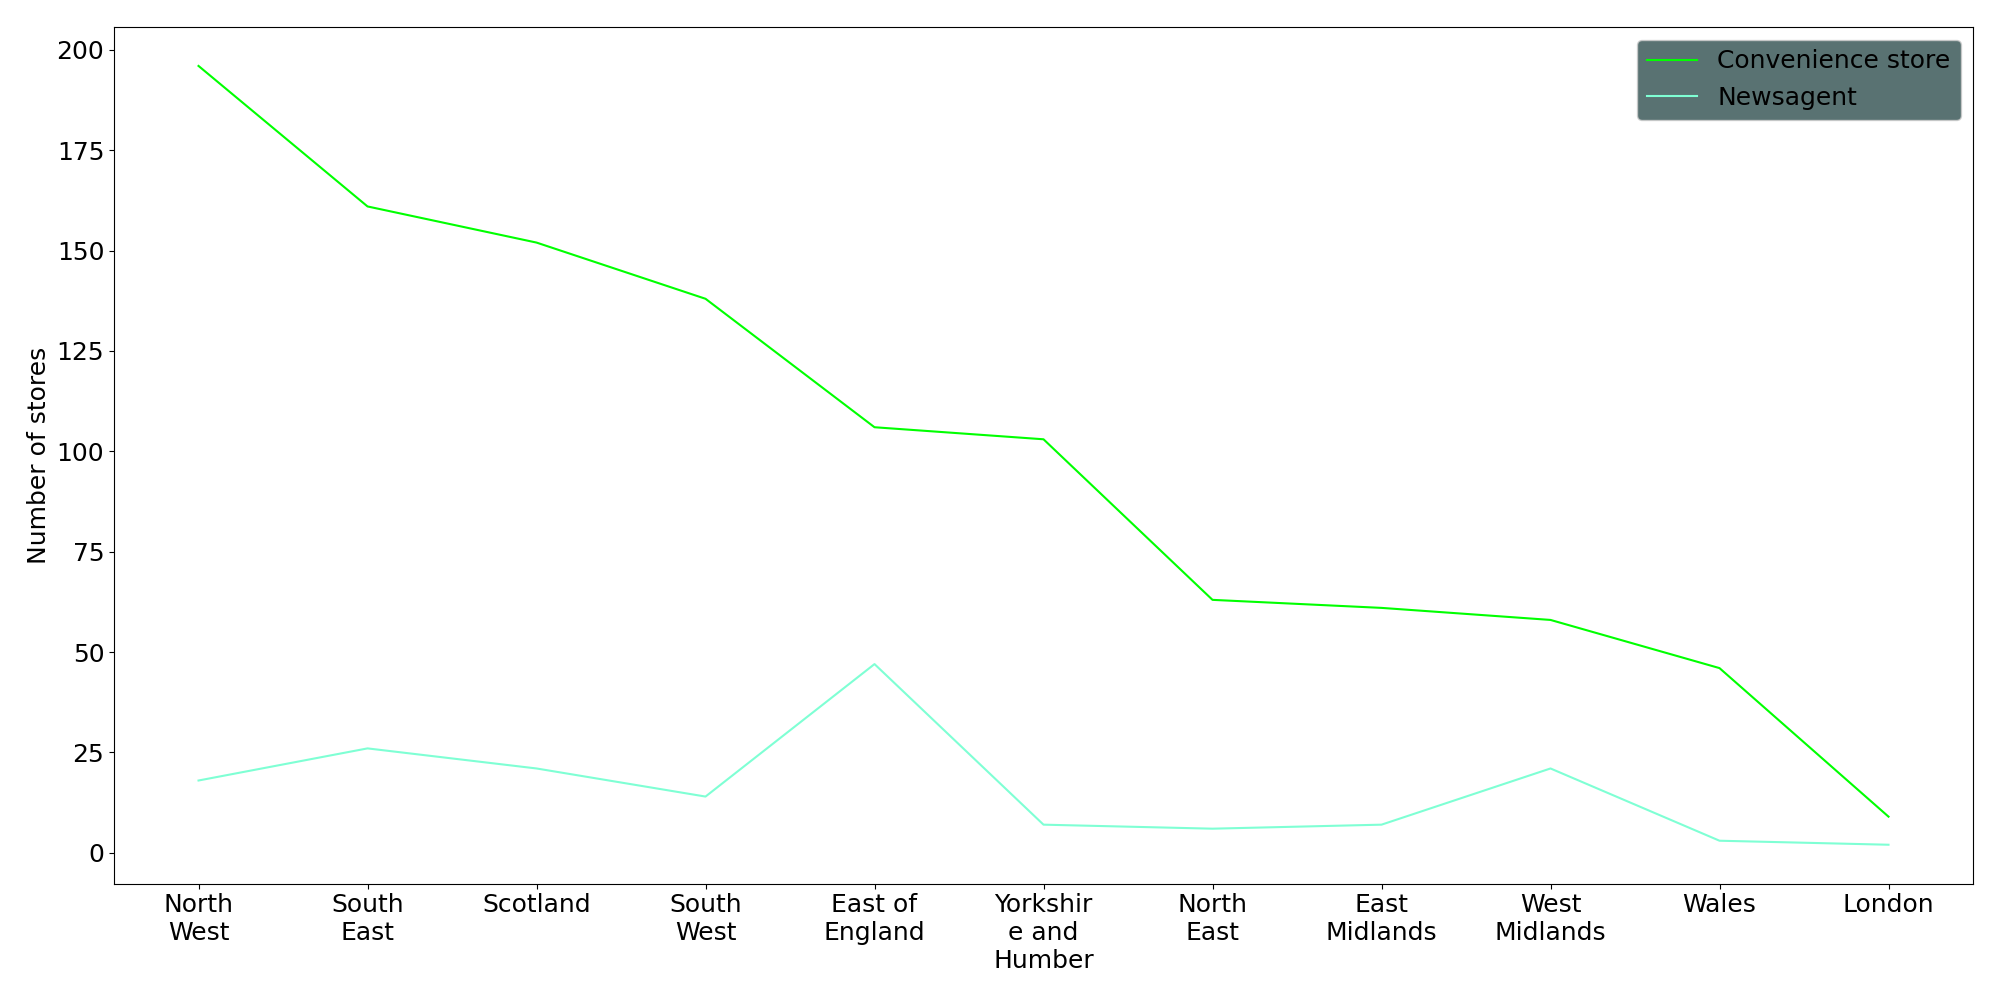 Number of stores
200
175
150
125
100
75
50
25
0
Convenience store
Newsagent
North
West
South
East
Scotland
South
West
East of
England
Yorkshir
e and
Humber
North
East
East
Midlands
West
Midlands
Wales
London